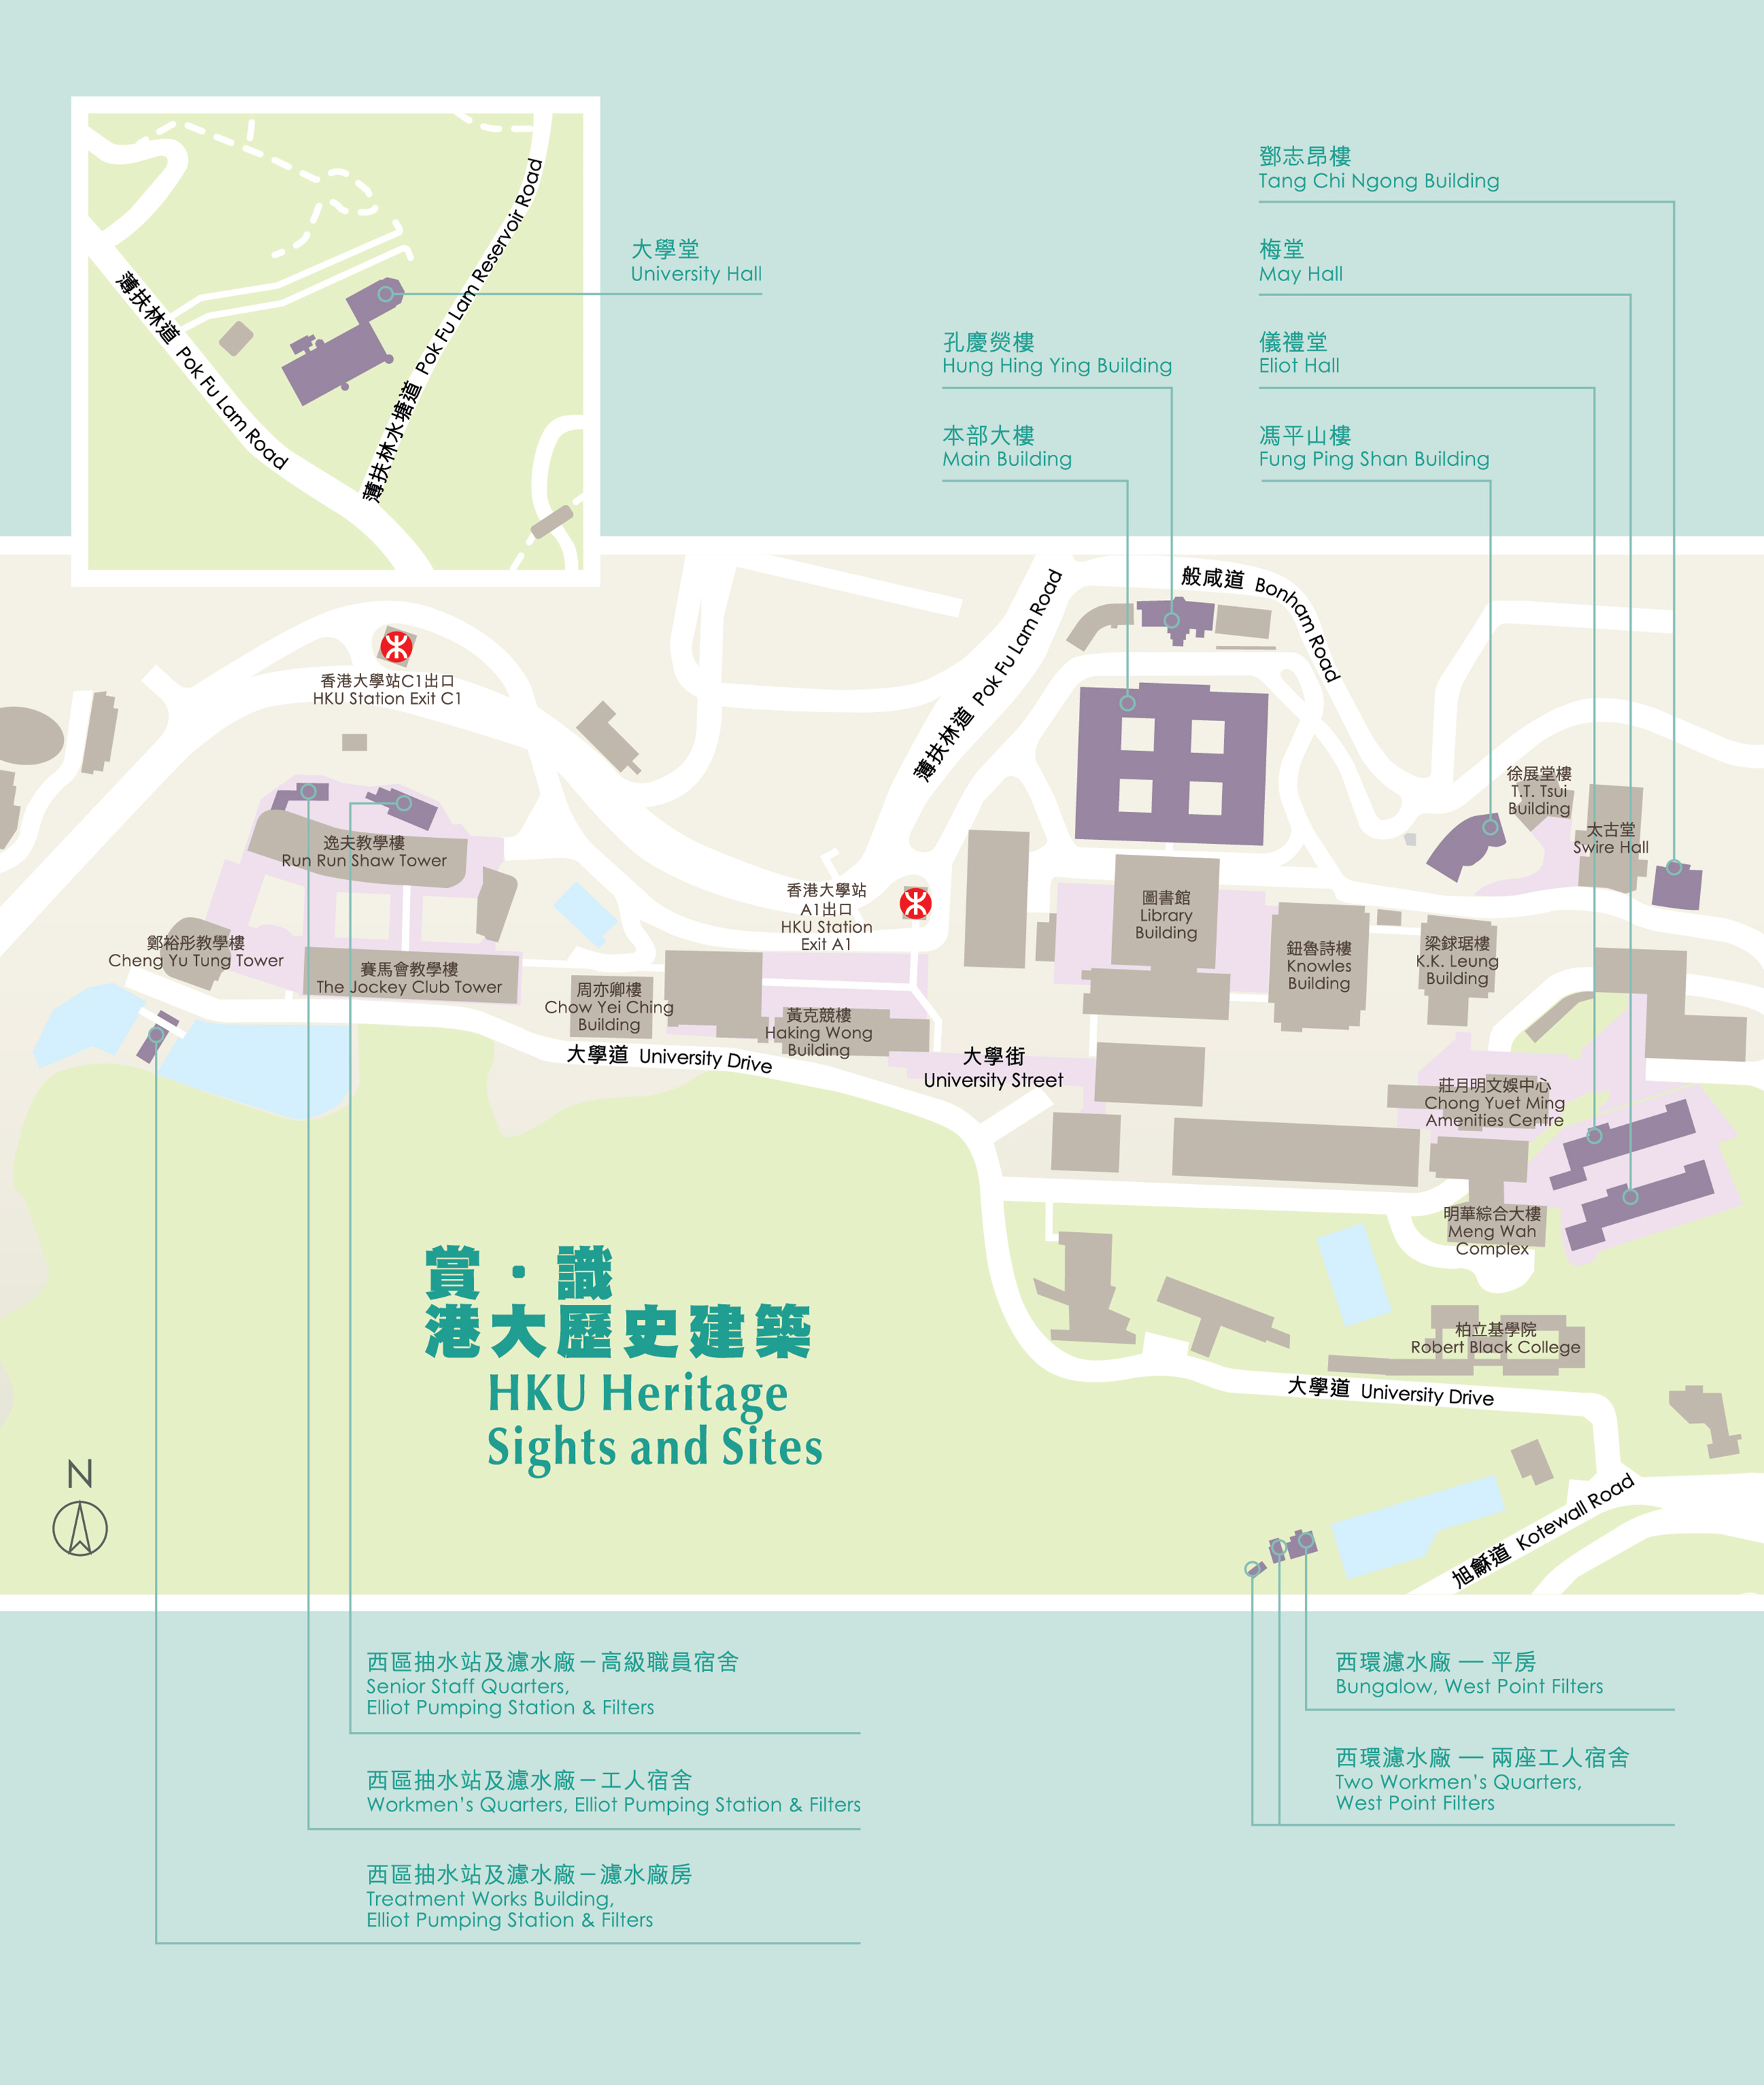 鄧志昂樓
Tang Chi Ngong Building
大學堂
University Hall
梅堂
May Hall
孔慶熒樓
Hung Hing Ying Building
儀禮堂
Eliot Hall
本部大樓
Main Building
馮平山樓
Fung Ping Shan Building
薄扶林道 Pok Fu Lam Road
薄扶林水塘道 Pok Fu Lam Reservoir Road
薄扶林道 Pok Fu Lam Road
般咸道 Bonham Road
香港大學站C1出口
HKU Station Exit C1
徐展堂樓
T.T. Tsui
Building
太古堂
Swire Hall
逸夫教學樓
Run Run Shaw Tower
香港大學站
A1出口
HKU Station
Exit A1
圖書館
Library
Building
鈕魯詩樓
Knowles
Building
梁銶琚樓
K.K. Leung
Building
鄭裕彤教學樓
Cheng Yu Tung Tower
賽馬會教學樓
The Jockey Club Tower
周亦卿樓
Chow Yei Ching
Building
黃克競樓
Haking Wong
Building
大學道 University Drive
大學街
University Street
莊月明文娛中心
Chong Yuet Ming
Amenities Centre
明華綜合大樓
Meng Wah
Complex
柏立基學院
Robert Black College
大學道 University Drive
旭龢道 Kotewall Road
賞·識
港大歷史建築
HKU Heritage
Sights and Sites
N
西區抽水站及濾水廠－高級職員宿舍
Senior Staff Quarters,
Elliot Pumping Station & Filters
西區抽水站及濾水廠－工人宿舍
Workmen's Quarters, Elliot Pumping Station & Filters
西區抽水站及濾水廠－濾水廠房
Treatment Works Building,
Elliot Pumping Station & Filters
西環濾水廠 — 平房
Bungalow, West Point Filters
西環濾水廠 — 兩座工人宿舍
Two Workmen's Quarters,
West Point Filters